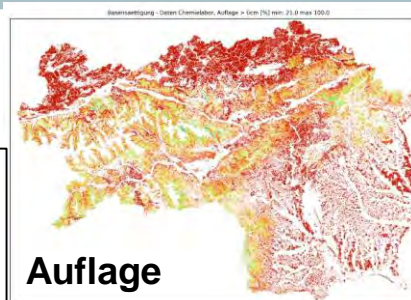 Basensaettigung - Daten Chemielabor, Auflage > 0cm [%] min: 21.0 max 100.0
Auflage